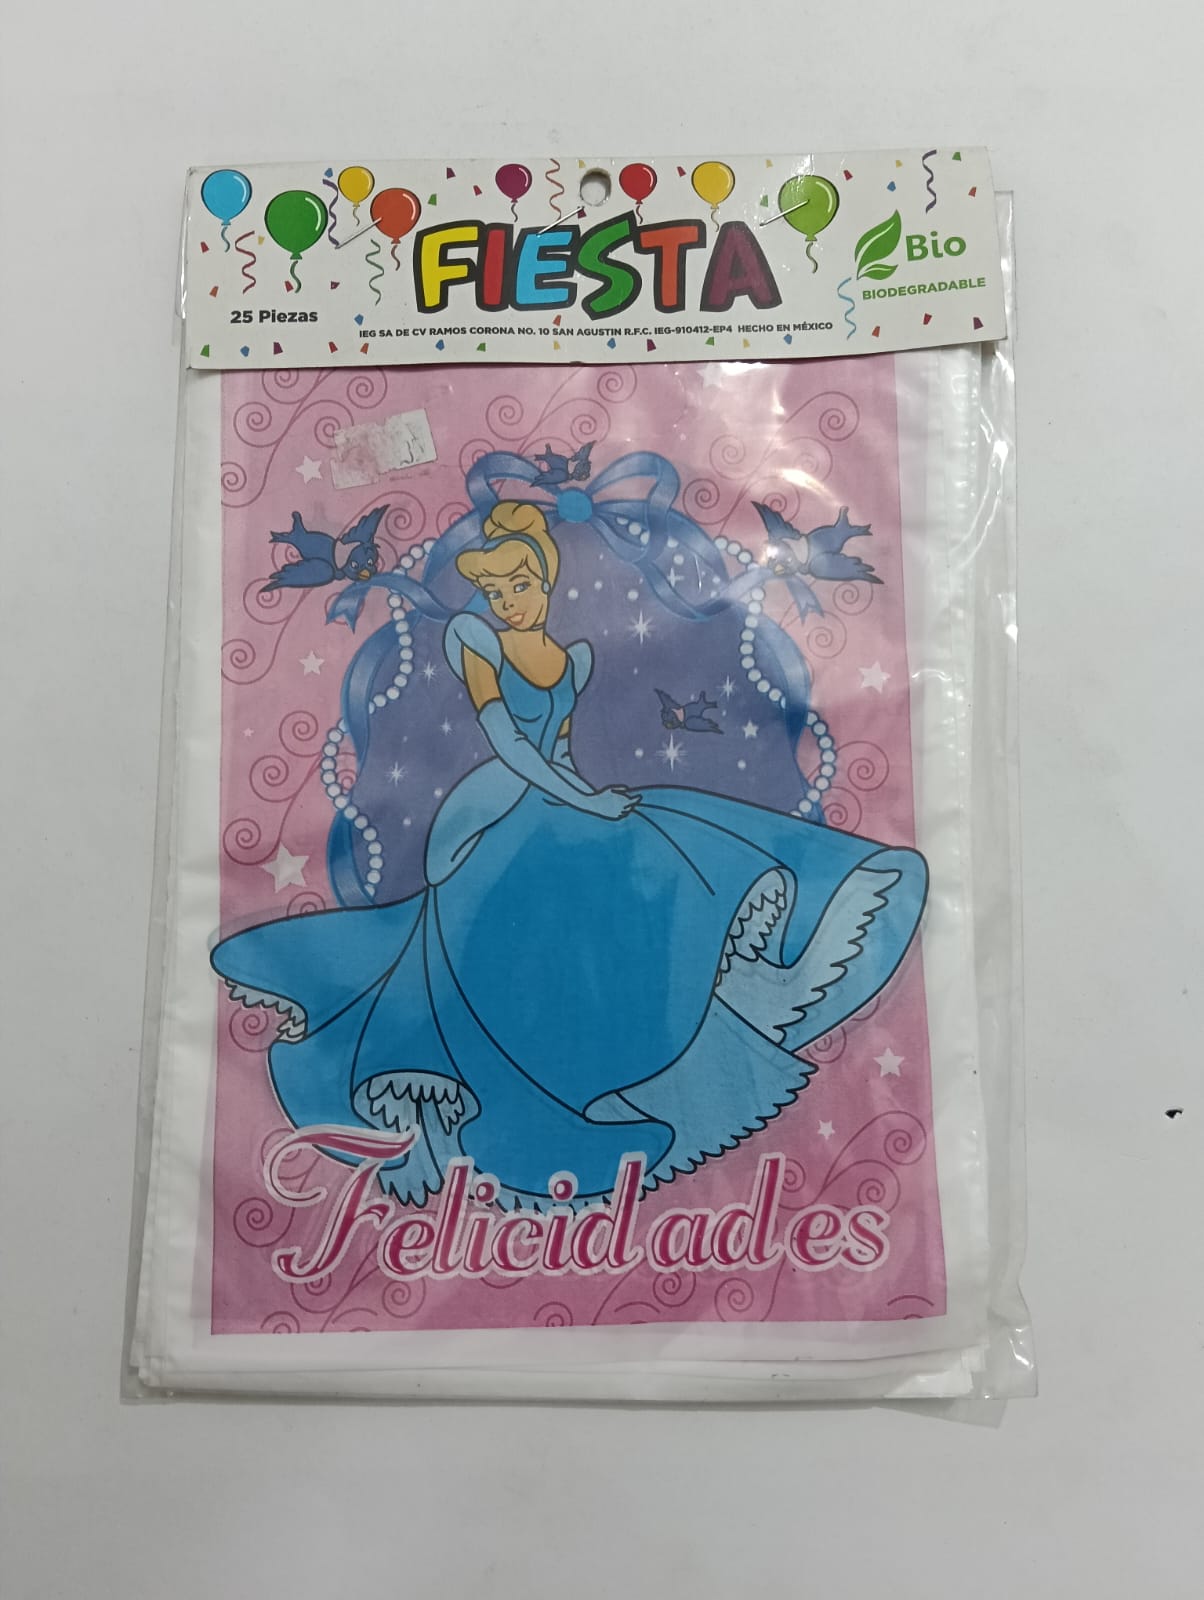 FIESTA
Bio
BIODEGRADABLE
25 Piezas
IEG SA DE CV RAMOS CORONA NO. 10 SAN AGUSTIN R.F.C. IEG-910412-EP4 HECHO EN MÉXICO
Felicidades